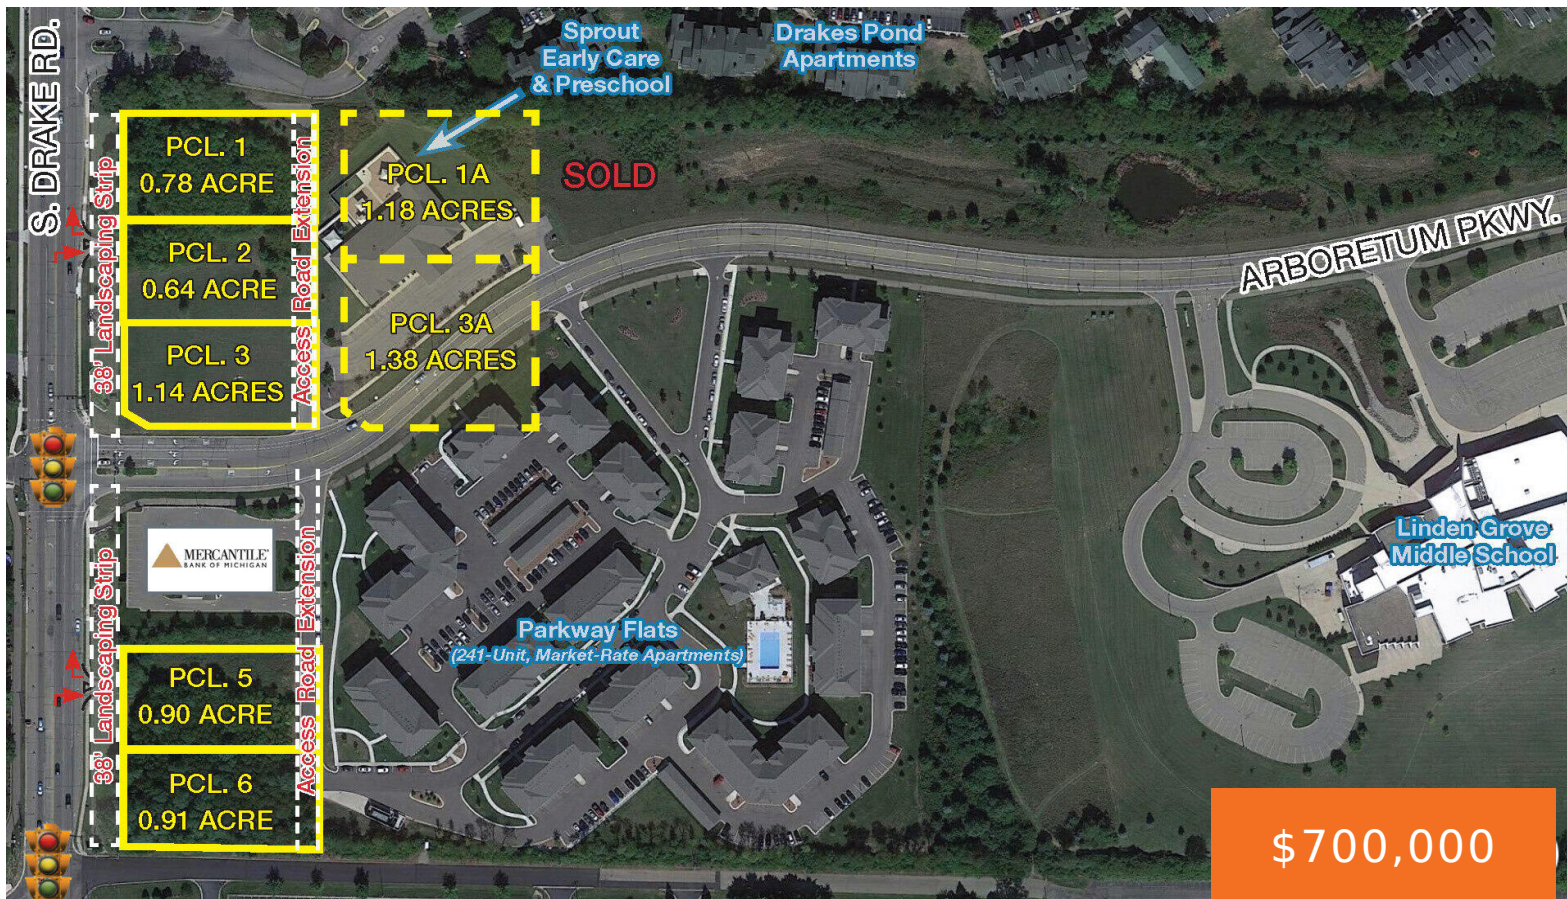 S. DRAKE RD.
Sprout
Early Care
& Preschool
Drakes Pond
Apartments
38' Landscaping Strip
PCL. 1
0.78 ACRE
PCL. 2
0.64 ACRE
PCL. 3
1.14 ACRES
Access Road Extension
PCL. 1A
1.18 ACRES
SOLD
PCL. 3A
1.38 ACRES
ARBORETUM PKWY.
38' Landscaping Strip
MERCANTILE
BANK OF MICHIGAN
Access Road Extension
PCL. 5
0.90 ACRE
PCL. 6
0.91 ACRE
Parkway Flats
(241-Unit, Market-Rate Apartments)
Linden Grove
Middle School
$700,000